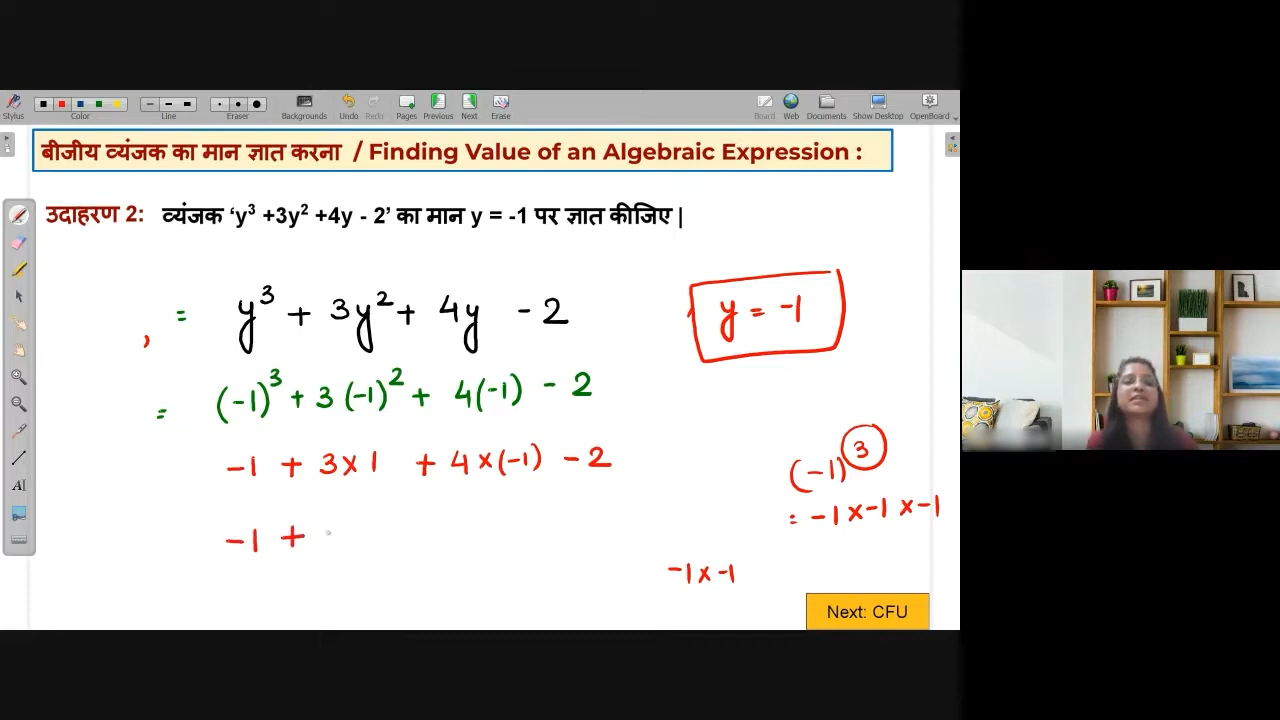 Stylus
Color
Line
Eraser
Backgrounds
Undo
Redo
Pages
Previous
Next
Erase
Board
Web
Documents
Show Desktop
OpenBoard
बीजीय व्यंजक का मान ज्ञात करना / Finding Value of an Algebraic Expression :
उदाहरण 2: व्यंजक ‘y³ +3y² +4y - 2’ का मान y = -1 पर ज्ञात कीजिए |
, = y³ + 3y² + 4y - 2
y = -1
= (-1)³ + 3(-1)² + 4(-1) - 2
-1 + 3×1 + 4×(-1) - 2
(-1)³
= -1×-1×-1
-1 +
-1×-1
Next: CFU